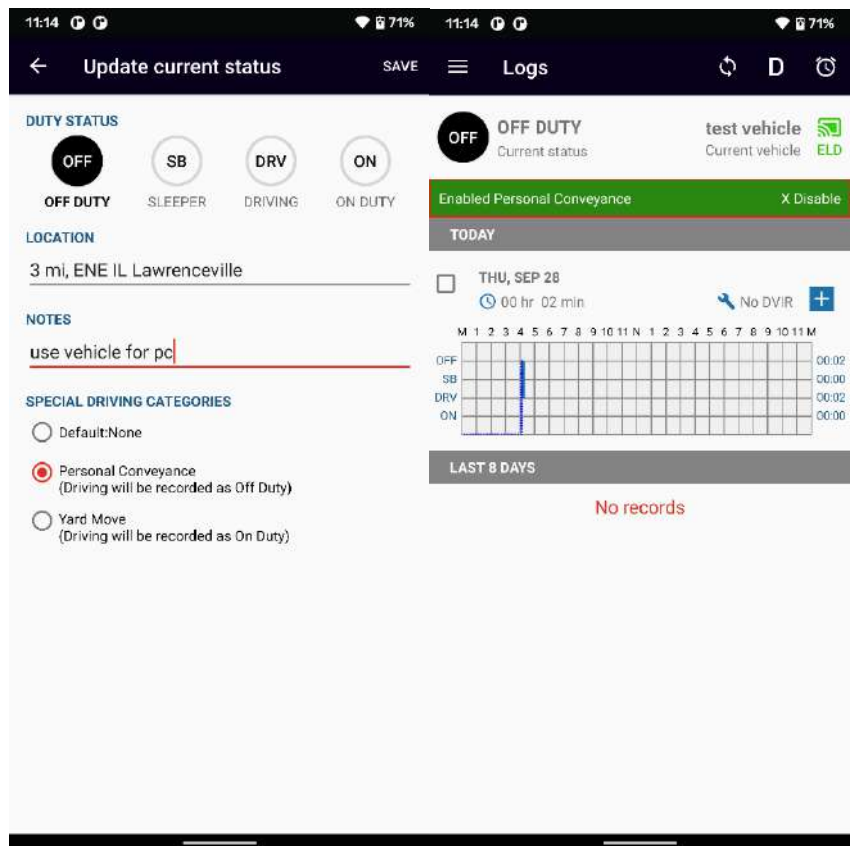 11:14 71%
Update current status SAVE
DUTY STATUS
OFF SB DRV ON
OFF DUTY SLEEPER DRIVING ON DUTY
LOCATION
3 mi, ENE IL Lawrenceville
NOTES
use vehicle for pc
SPECIAL DRIVING CATEGORIES
Default:None
Personal Conveyance
(Driving will be recorded as Off Duty)
Yard Move
(Driving will be recorded as On Duty)
11:14 71%
Logs D
OFF OFF DUTY test vehicle
Current status Current vehicle ELD
Enabled Personal Conveyance X Disable
TODAY
THU, SEP 28
00 hr 02 min No DVIR +
M 1 2 3 4 5 6 7 8 9 10 11 N 1 2 3 4 5 6 7 8 9 10 11 M
OFF 00:02
SB 00:00
DRV 00:02
ON 00:00
LAST 8 DAYS
No records